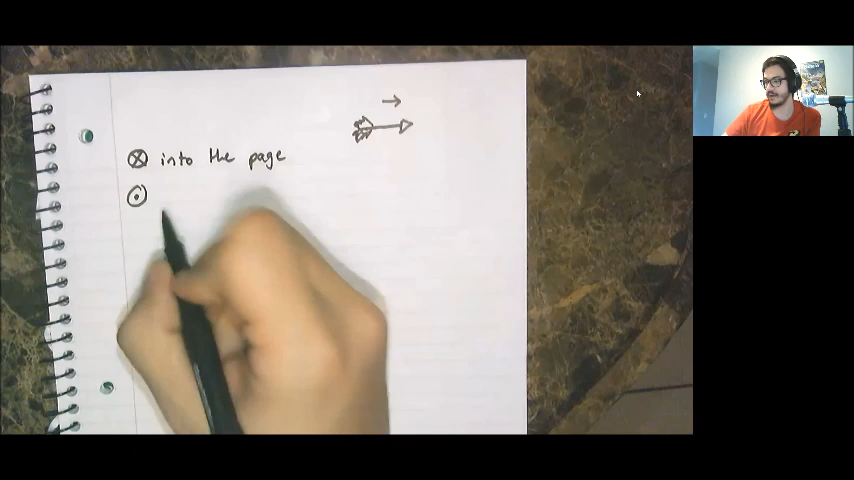 ⊗ into the page
⊙